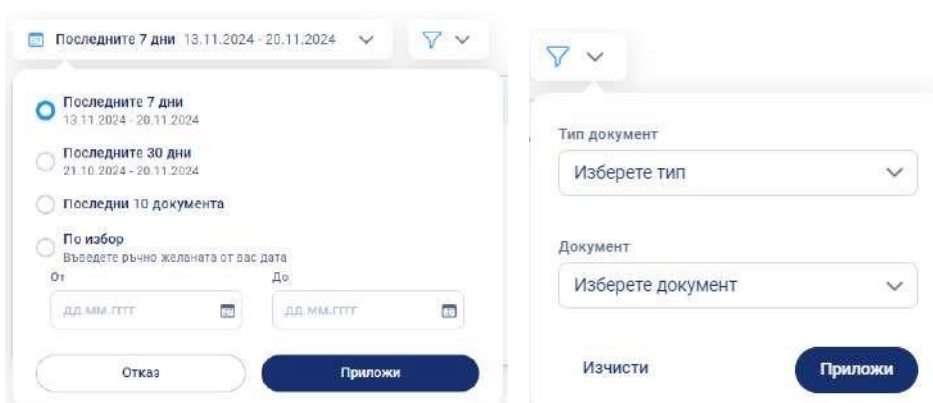 Последните 7 дни 13.11.2024 - 20.11.2024
Последните 7 дни
13.11.2024 - 20.11.2024
Последните 30 дни
21.10.2024 - 20.11.2024
Последни 10 документа
По избор
Въведете ръчно желаната от вас дата
От До
дд.мм.гггг дд.мм.гггг
Отказ Приложи
Тип документ
Изберете тип
Документ
Изберете документ
Изчисти Приложи